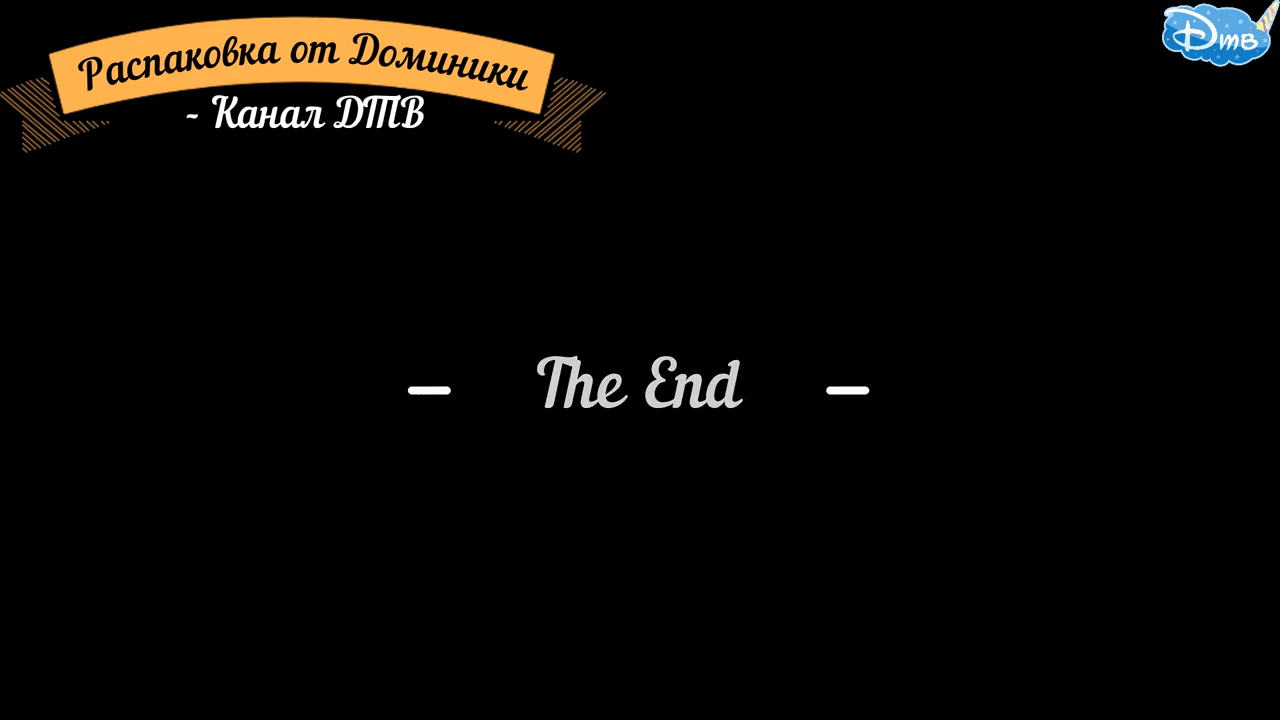 Распаковка от Доминики
~ Канал ДТВ
Dтв
– The End –